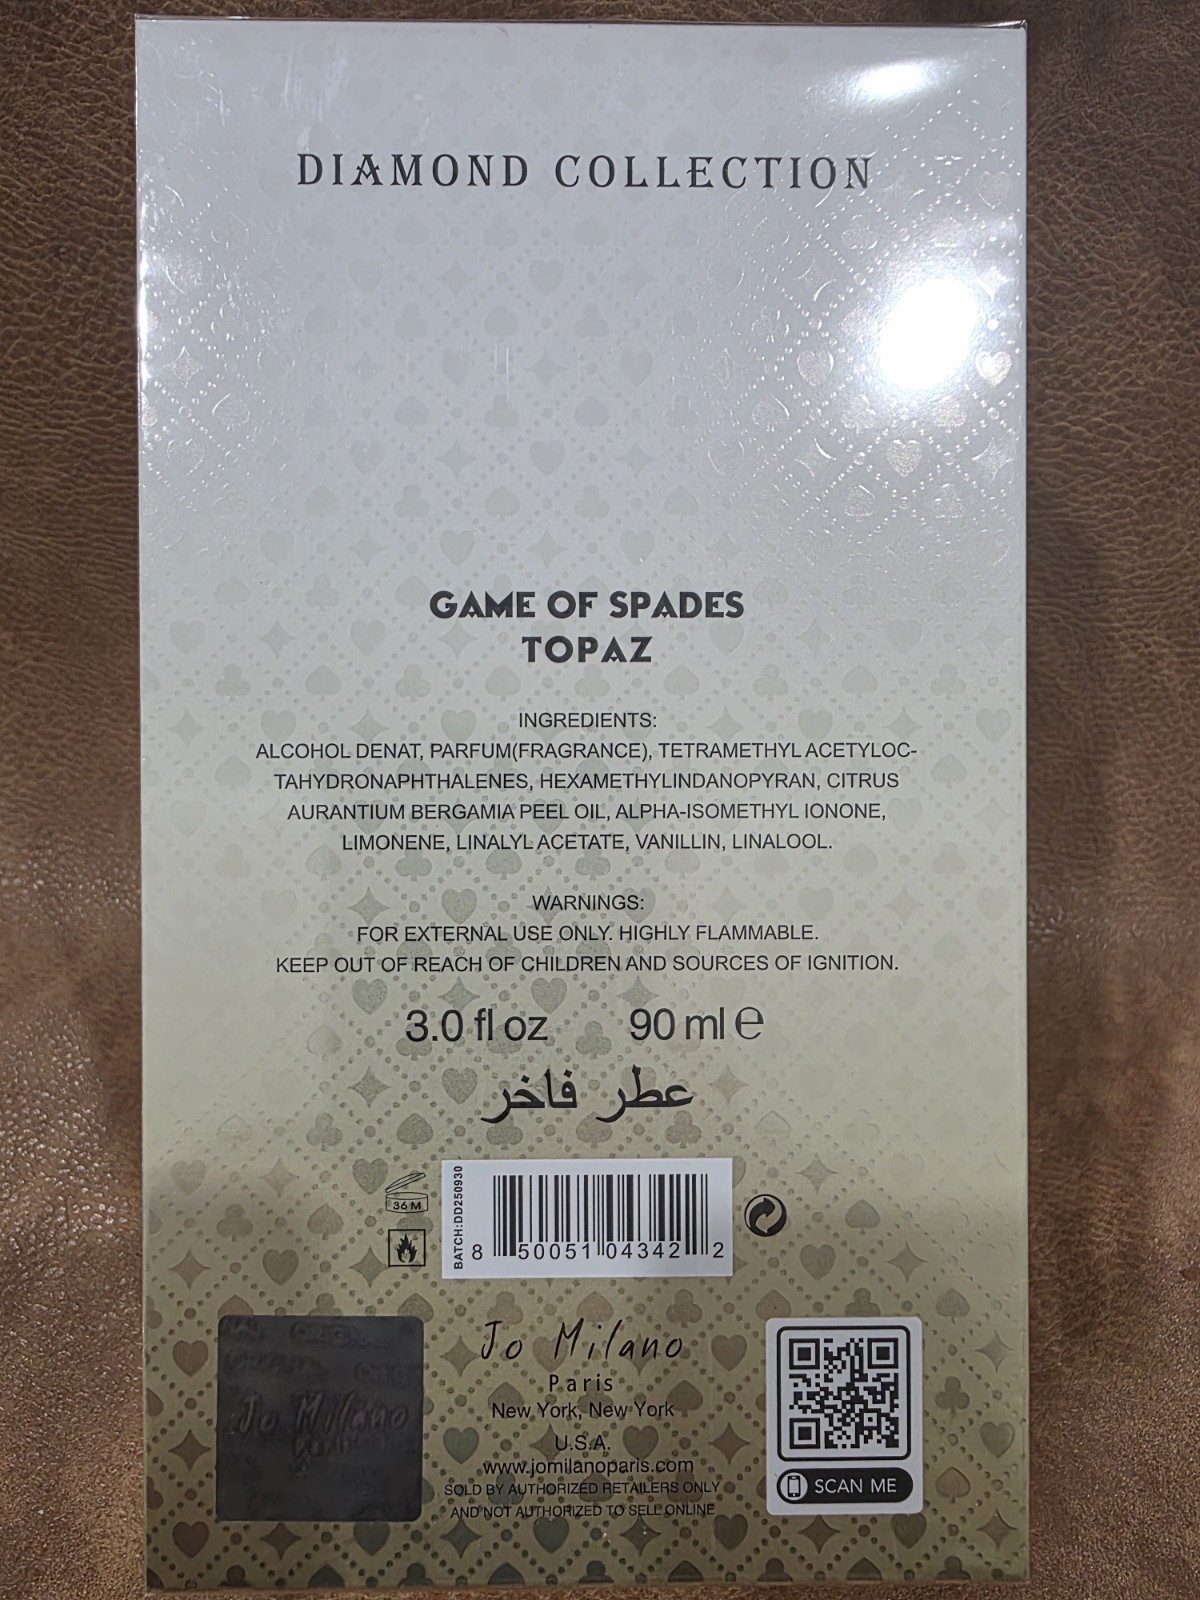 DIAMOND COLLECTION
GAME OF SPADES
TOPAZ
INGREDIENTS:
ALCOHOL DENAT, PARFUM(FRAGRANCE), TETRAMETHYL ACETYLOC-
TAHYDRONAPHTHALENES, HEXAMETHYLINDANOPYRAN, CITRUS
AURANTIUM BERGAMIA PEEL OIL, ALPHA-ISOMETHYL IONONE,
LIMONENE, LINALYL ACETATE, VANILLIN, LINALOOL.
WARNINGS:
FOR EXTERNAL USE ONLY. HIGHLY FLAMMABLE.
KEEP OUT OF REACH OF CHILDREN AND SOURCES OF IGNITION.
3.0 fl oz 90 ml ℮
عطر فاخر
36 M
BATCH:DD250930
8 50051 04342 2
Jo Milano
Paris
New York, New York
U.S.A.
www.jomilanoparis.com
SOLD BY AUTHORIZED RETAILERS ONLY
AND NOT AUTHORIZED TO SELL ONLINE
Jo Milano
Paris
SCAN ME